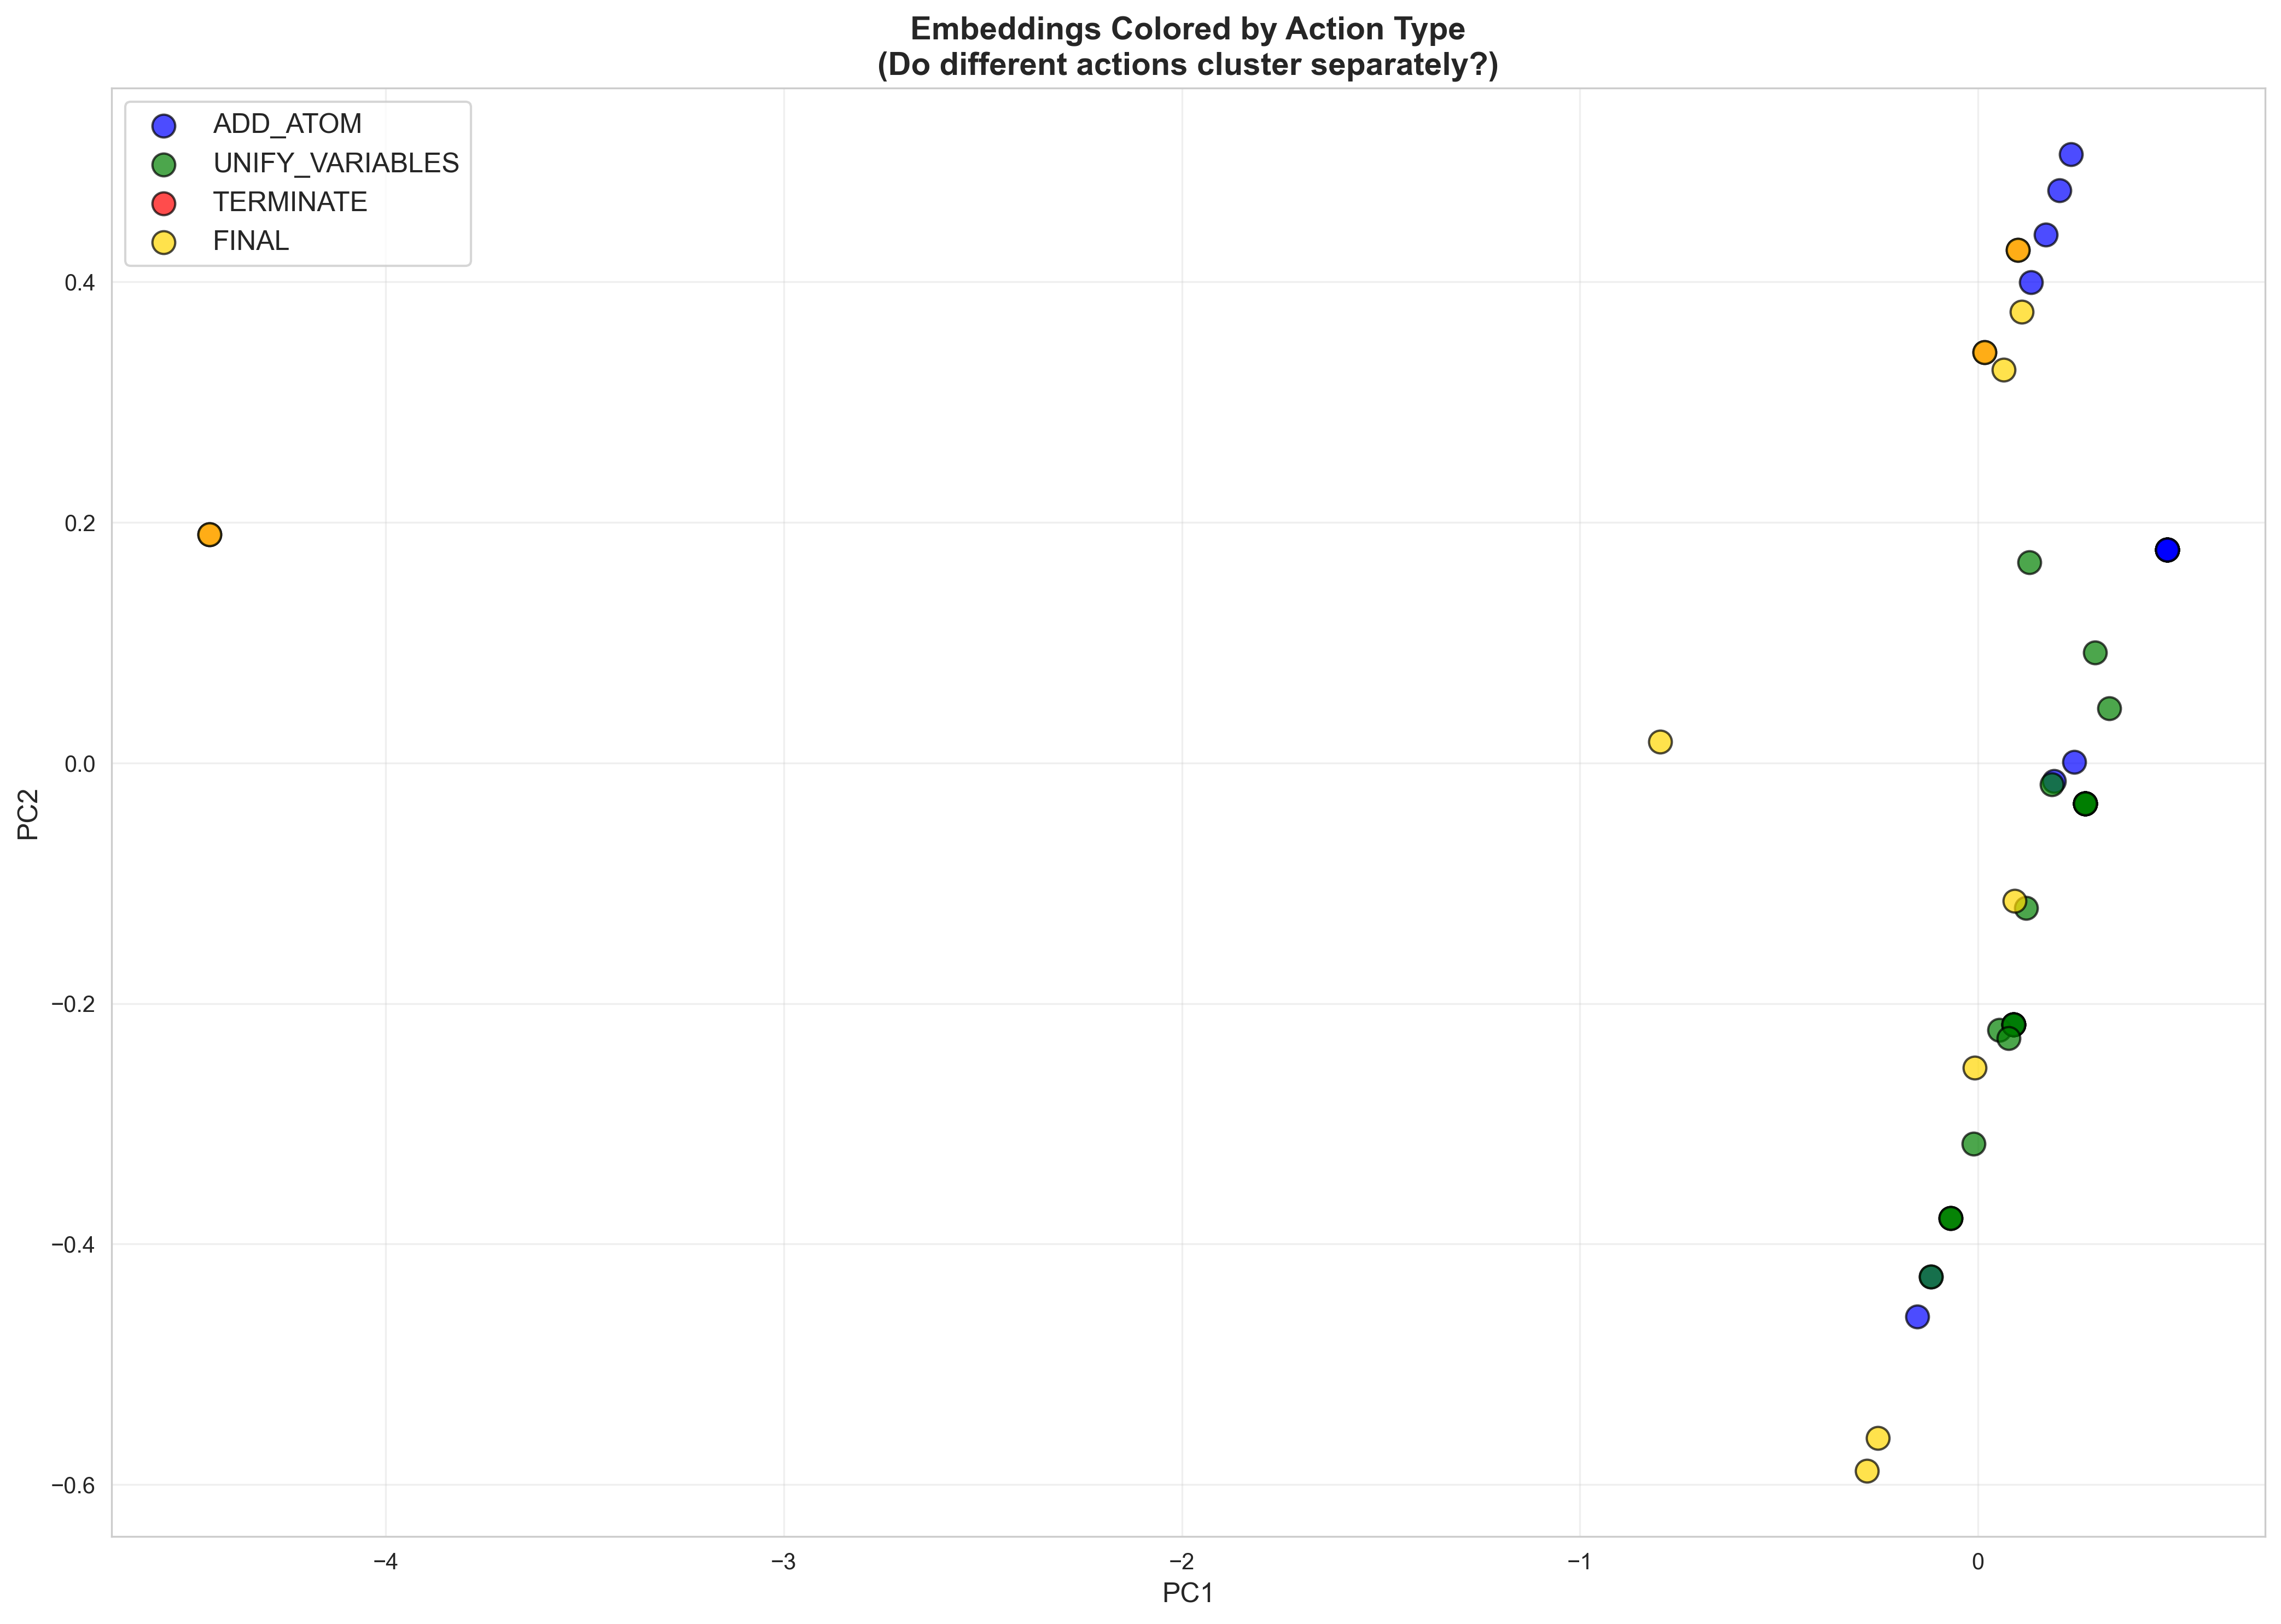 Embeddings Colored by Action Type
(Do different actions cluster separately?)
ADD_ATOM
UNIFY_VARIABLES
TERMINATE
FINAL
0.4
0.2
0.0
−0.2
−0.4
−0.6
PC2
−4
−3
−2
−1
0
PC1